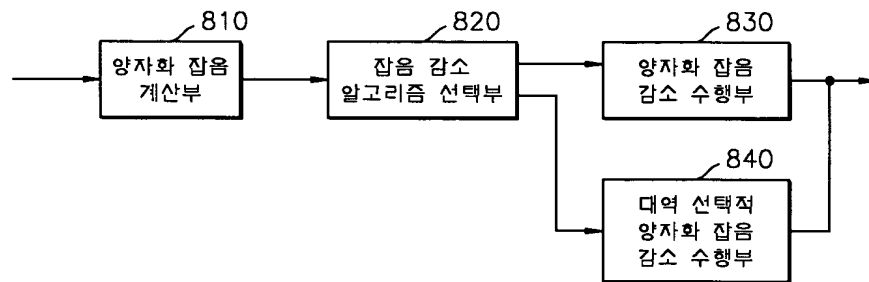 810
양자화 잡음
계산부
820
잡음 감소
알고리즘 선택부
830
양자화 잡음
감소 수행부
840
대역 선택적
양자화 잡음
감소 수행부